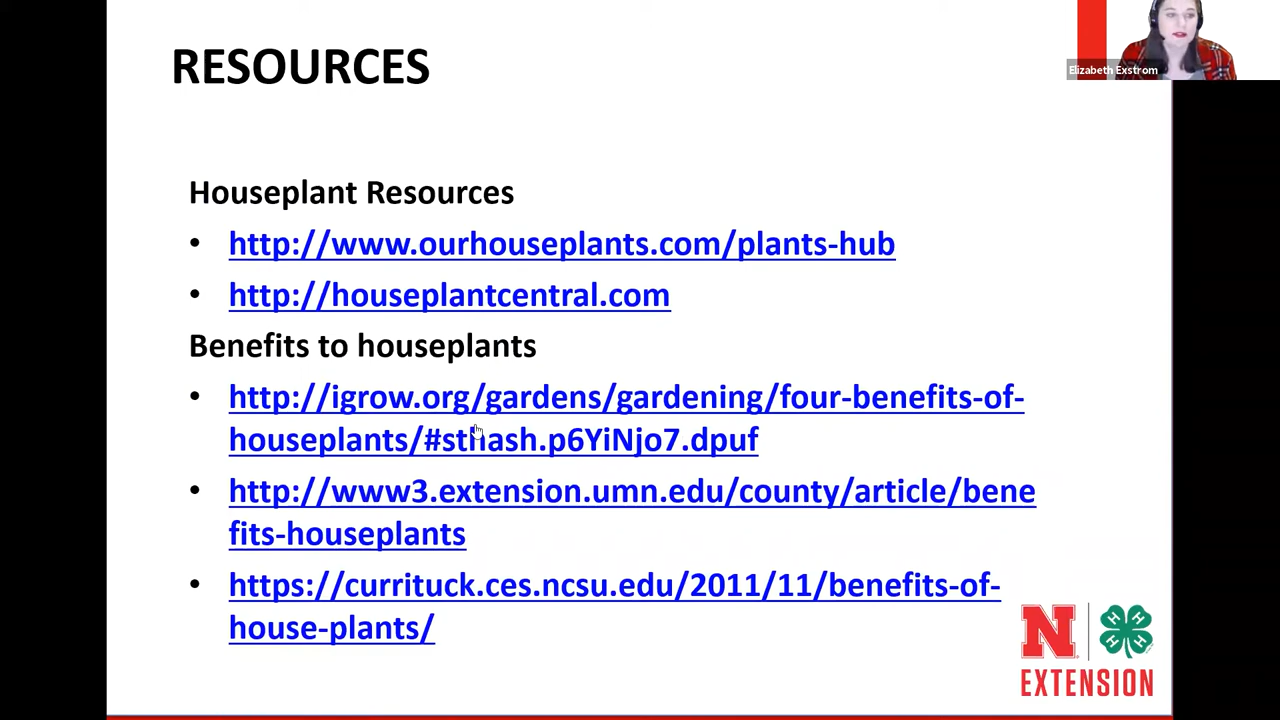 RESOURCES
Elizabeth Exstrom
Houseplant Resources
• http://www.ourhouseplants.com/plants-hub
• http://houseplantcentral.com
Benefits to houseplants
• http://igrow.org/gardens/gardening/four-benefits-of-
houseplants/#sthash.p6YiNjo7.dpuf
• http://www3.extension.umn.edu/county/article/bene
fits-houseplants
• https://currituck.ces.ncsu.edu/2011/11/benefits-of-
house-plants/
N
H H H H
EXTENSION